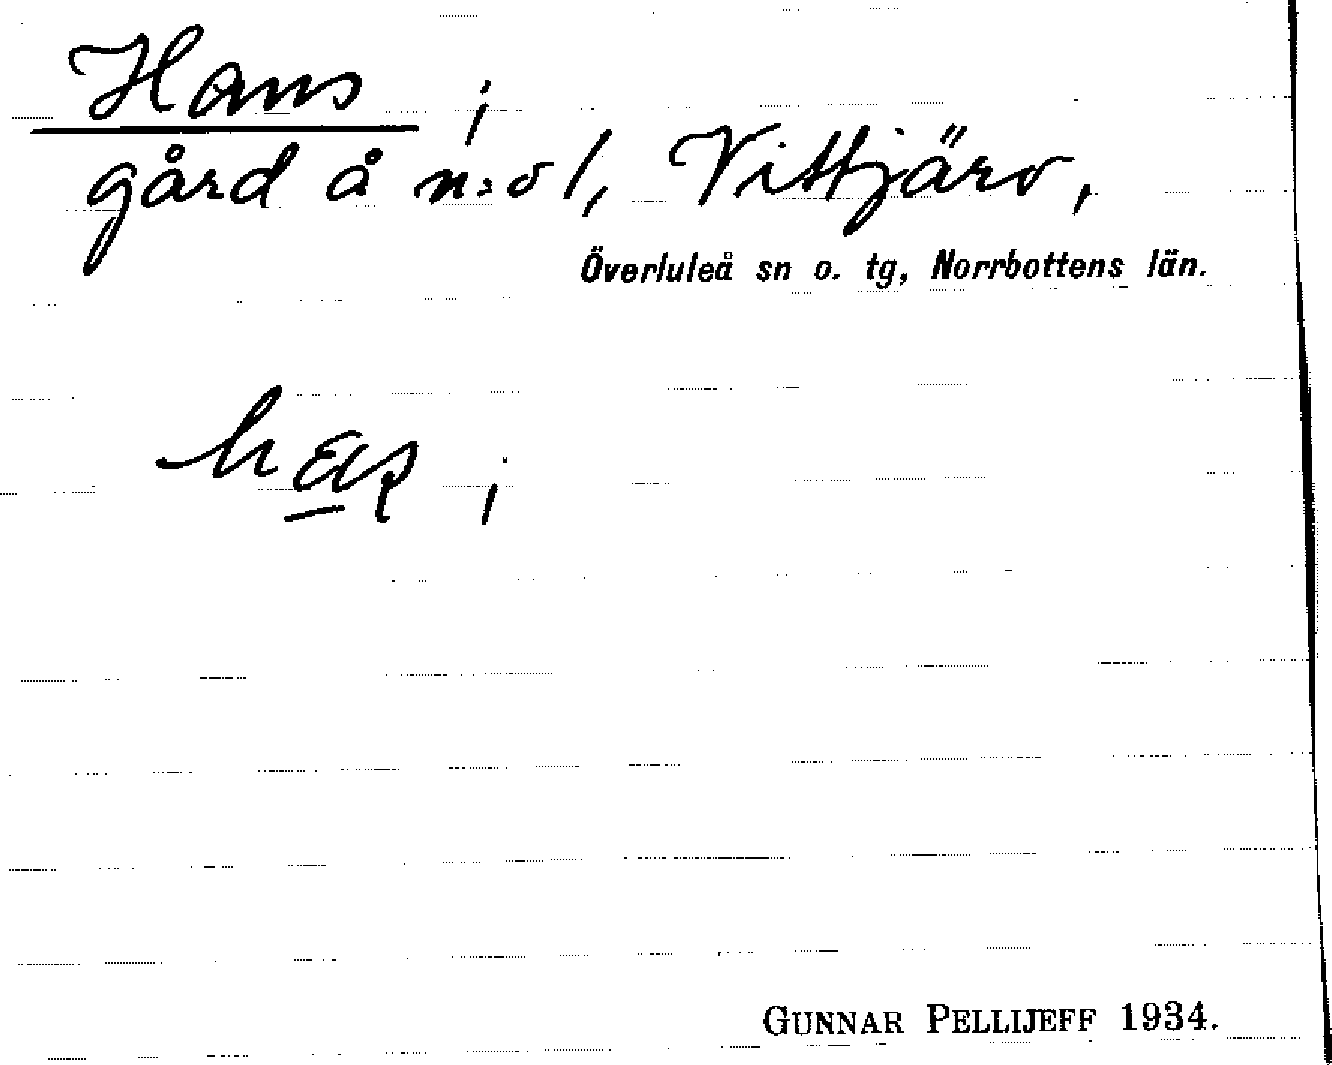 Hans ;
gård å n:o 1, Vittjärv,
Överluleå sn o. tg, Norrbottens län.
GUNNAR PELLIJEFF 1934.